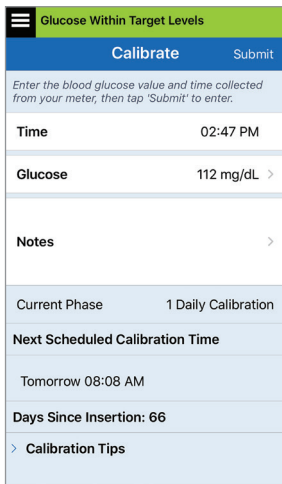 Glucose Within Target Levels
Calibrate Submit
Enter the blood glucose value and time collected
from your meter, then tap 'Submit' to enter.
Time 02:47 PM
Glucose 112 mg/dL >
Notes >
Current Phase 1 Daily Calibration
Next Scheduled Calibration Time
Tomorrow 08:08 AM
Days Since Insertion: 66
> Calibration Tips